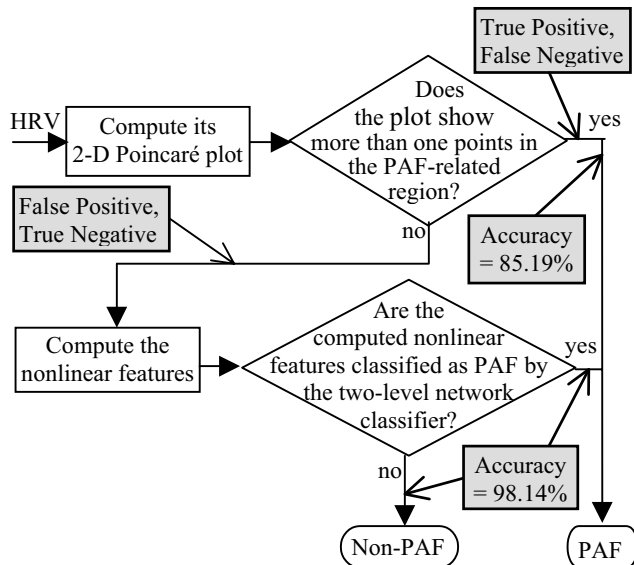 True Positive,
False Negative
HRV
Compute its
2-D Poincaré plot
Does
the plot show
more than one points in
the PAF-related
region?
yes
False Positive,
True Negative
no
Accuracy
= 85.19%
Compute the
nonlinear features
Are the
computed nonlinear
features classified as PAF by
the two-level network
classifier?
yes
no
Accuracy
= 98.14%
Non-PAF
PAF